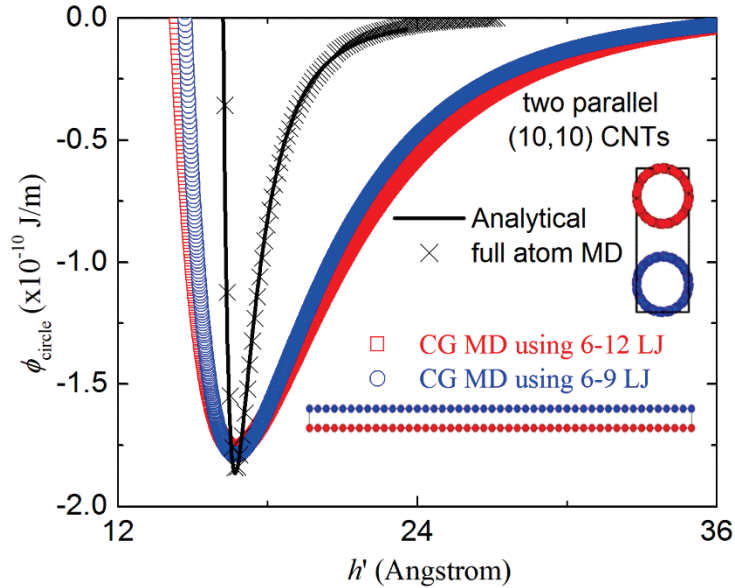 0.0
-0.5
-1.0
-1.5
-2.0
ϕcircle (x10⁻¹⁰ J/m)
two parallel
(10,10) CNTs
Analytical
full atom MD
CG MD using 6-12 LJ
CG MD using 6-9 LJ
12
24
36
h' (Angstrom)